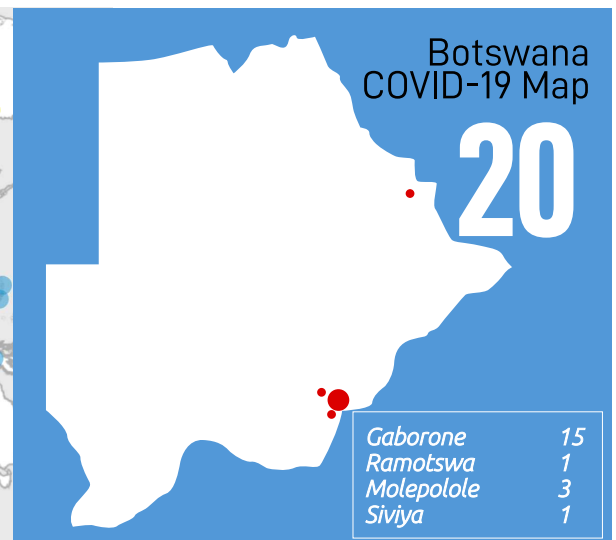 Botswana
COVID-19 Map
20
Gaborone 15
Ramotswa 1
Molepolole 3
Siviya 1